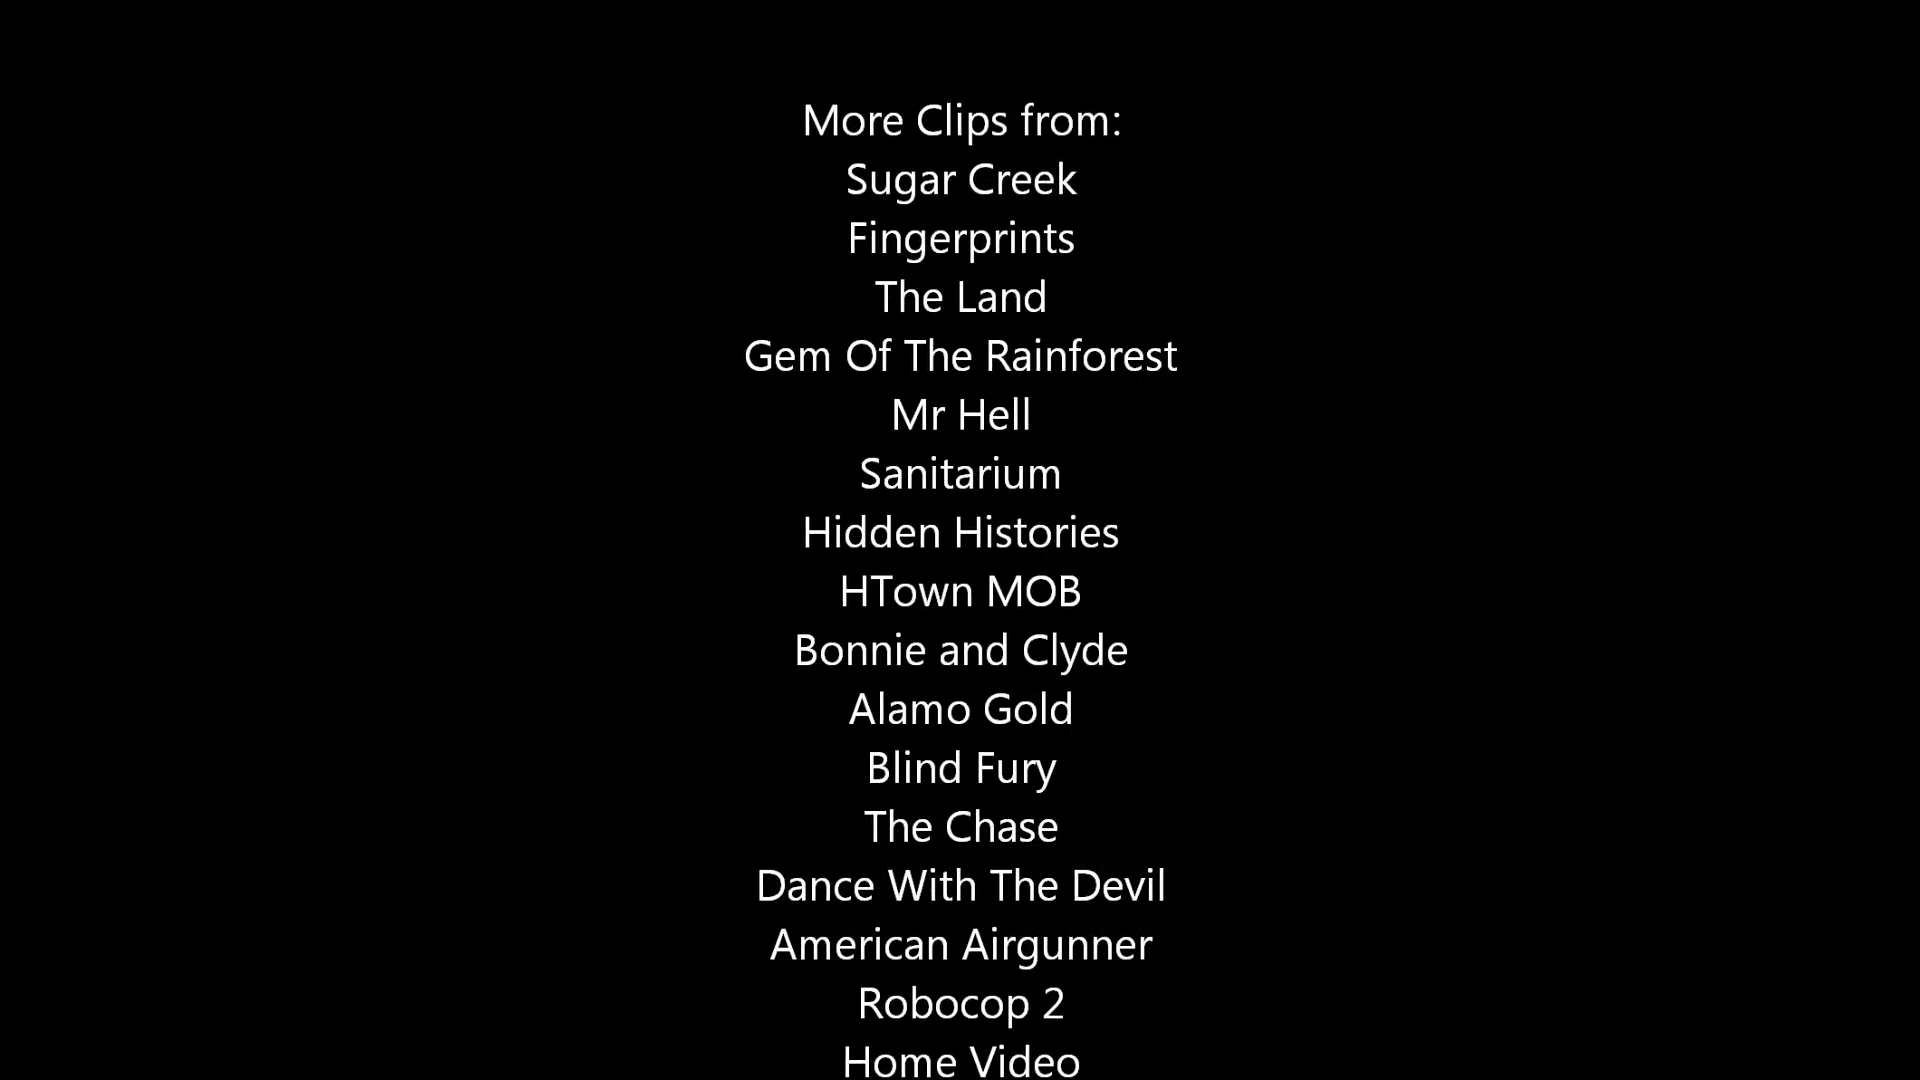 More Clips from:
Sugar Creek
Fingerprints
The Land
Gem Of The Rainforest
Mr Hell
Sanitarium
Hidden Histories
HTown MOB
Bonnie and Clyde
Alamo Gold
Blind Fury
The Chase
Dance With The Devil
American Airgunner
Robocop 2
Home Video